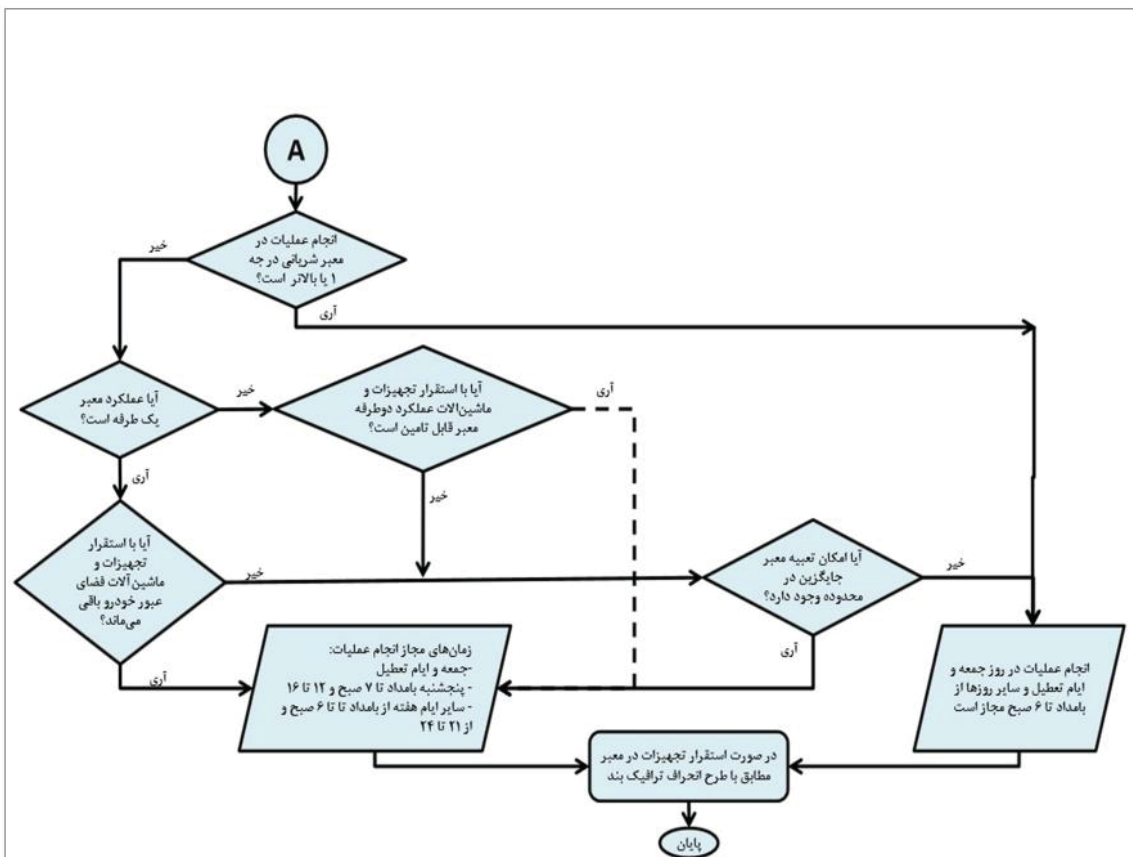 A
انجام عملیات در
معبر شریانی در جه
۱ یا بالاتر است؟
خیر
آری
آیا عملکرد معبر
یک طرفه است؟
خیر
آری
آیا با استقرار تجهیزات و
ماشین‌الات عملکرد دوطرفه
معبر قابل تامین است؟
آری
خیر
آیا با استقرار
تجهیزات و
ماشین‌آلات فضای
عبور خودرو باقی
می‌ماند؟
خیر
آری
آیا امکان تعبیه معبر
جایگزین در
محدوده وجود دارد؟
خیر
آری
زمان‌های مجاز انجام عملیات:
-جمعه و ایام تعطیل
- پنجشنبه بامداد تا ۷ صبح و ۱۲ تا ۱۶
- سایر ایام هفته از بامداد تا تا ۶ صبح و
از ۲۱ تا ۲۴
انجام عملیات در روز جمعه و
ایام تعطیل و سایر روزها از
بامداد تا ۶ صبح مجاز است
در صورت استقرار تجهیزات در معبر
مطابق با طرح انحراف ترافیک بند
پایان